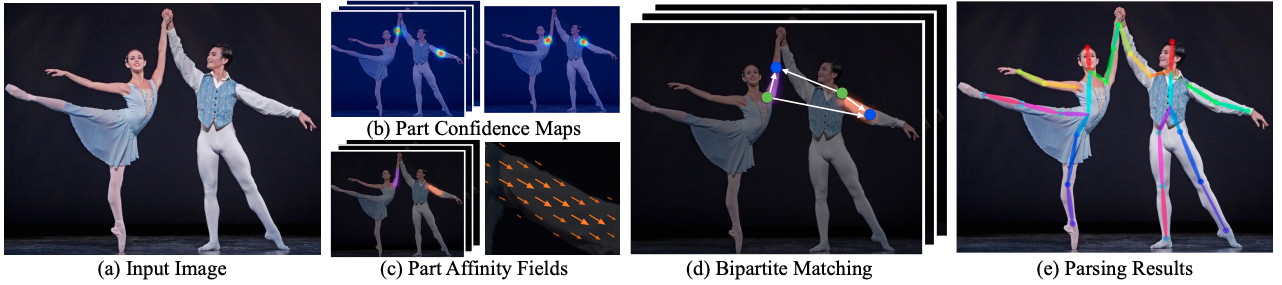 (a) Input Image
(b) Part Confidence Maps
(c) Part Affinity Fields
(d) Bipartite Matching
(e) Parsing Results